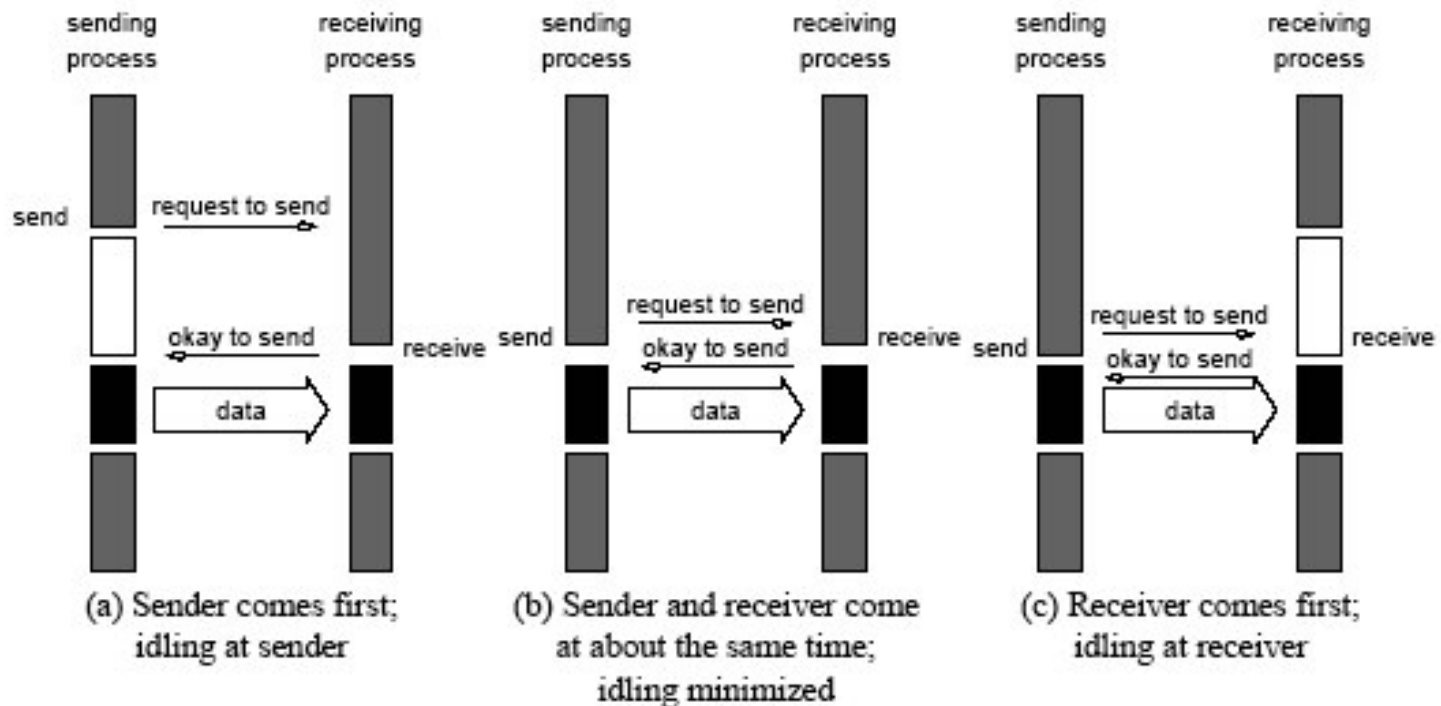 sending process
receiving process
sending process
receiving process
sending process
receiving process
send
request to send
okay to send
receive
data
send
request to send
okay to send
receive
data
send
request to send
okay to send
receive
data
(a) Sender comes first;
idling at sender
(b) Sender and receiver come
at about the same time;
idling minimized
(c) Receiver comes first;
idling at receiver